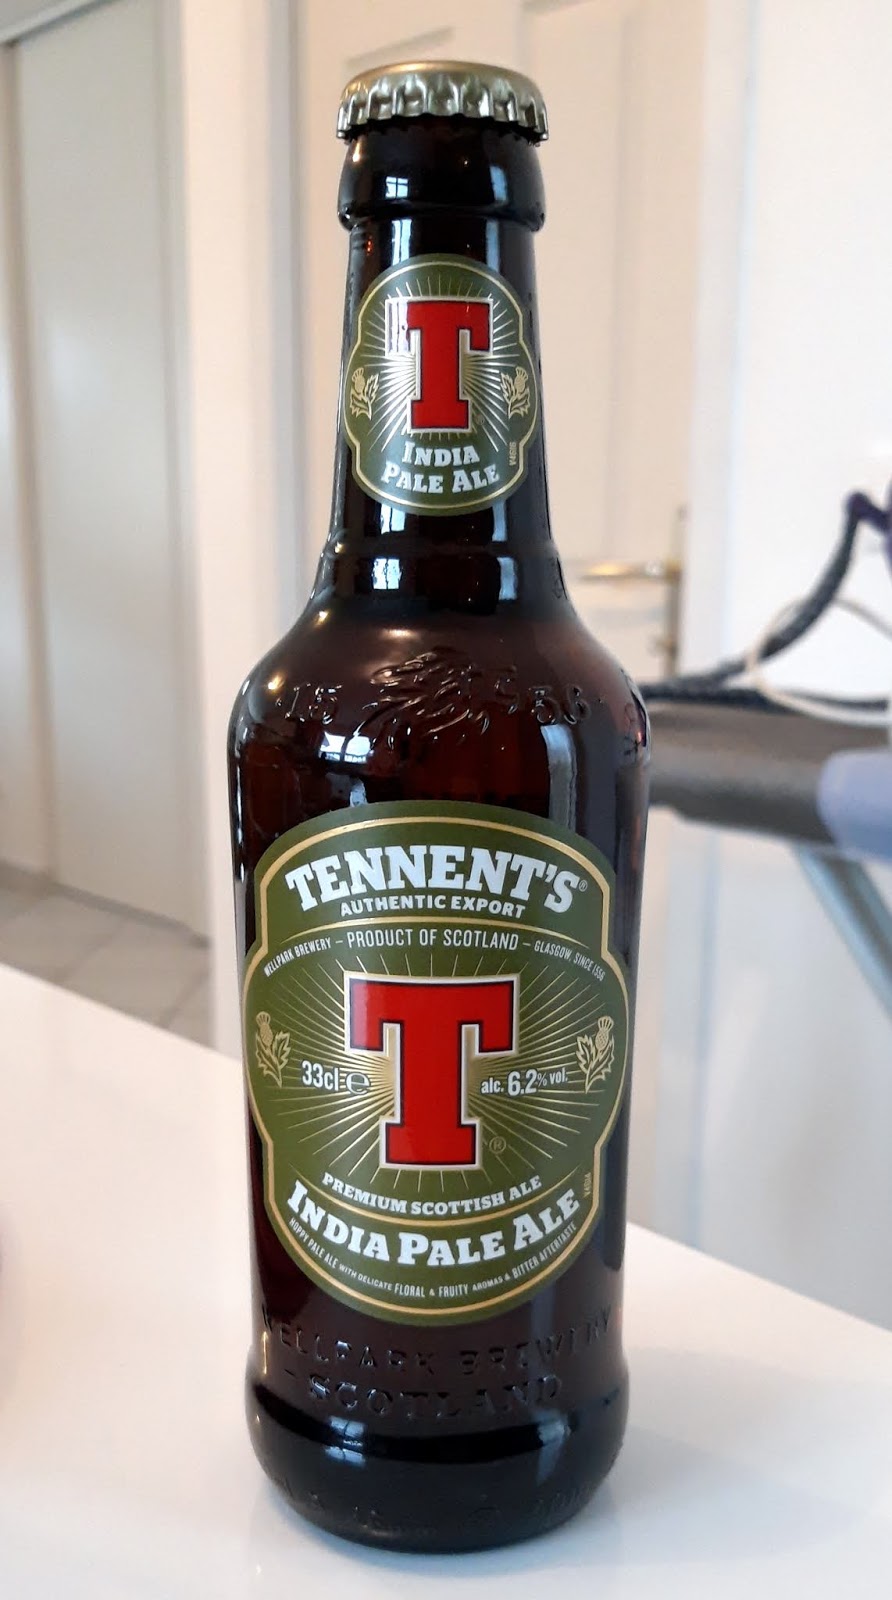 T
INDIA
PALE ALE
15 56
TENNENT'S®
AUTHENTIC EXPORT
WELLPARK BREWERY – PRODUCT OF SCOTLAND – GLASGOW, SINCE 1556
T
33cl ℮ alc. 6.2% vol.
®
PREMIUM SCOTTISH ALE
INDIA PALE ALE
HOPPY PALE ALE WITH DELICATE FLORAL & FRUITY AROMAS & BITTER AFTERTASTE
WELLPARK BREWERY
- SCOTLAND